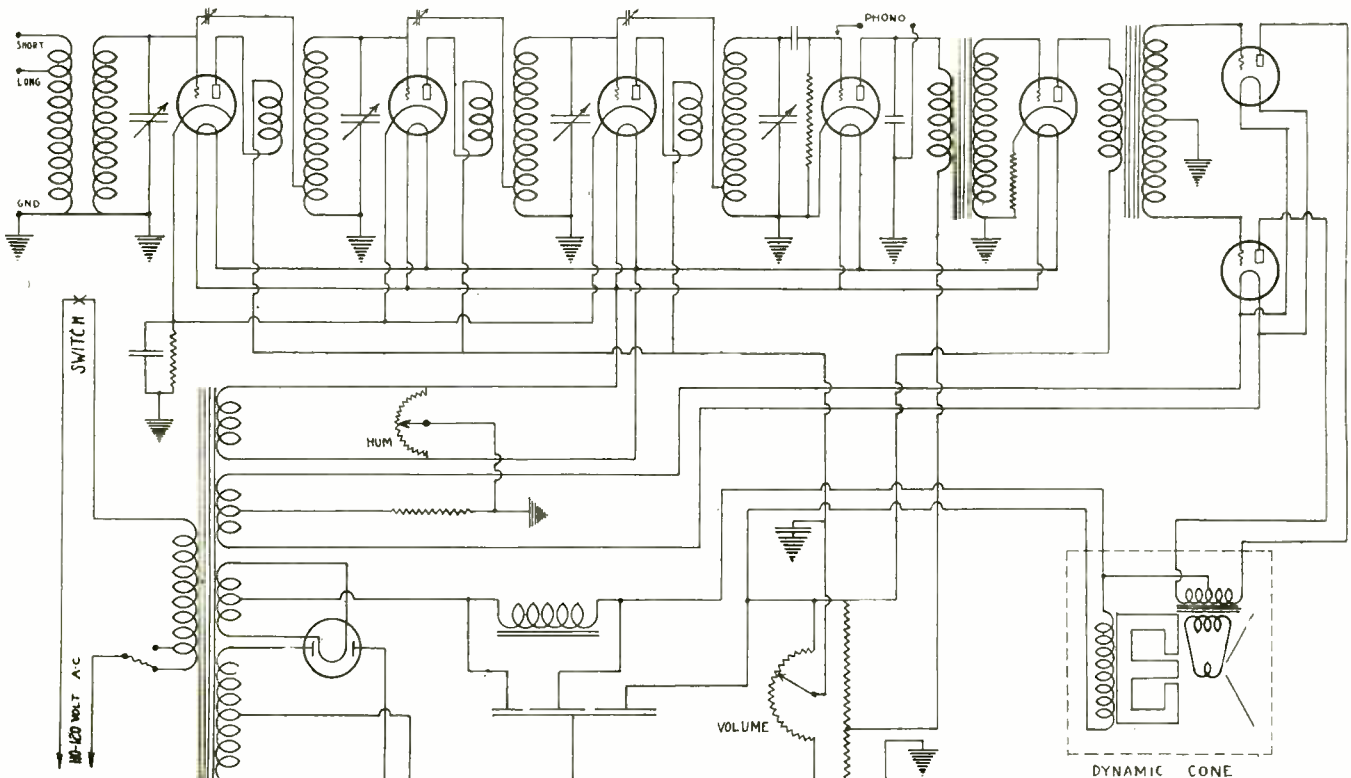 PHONO
SHORT
LONG
GND
SWITCH
HUM
110-120 VOLT A-C
VOLUME
DYNAMIC CONE